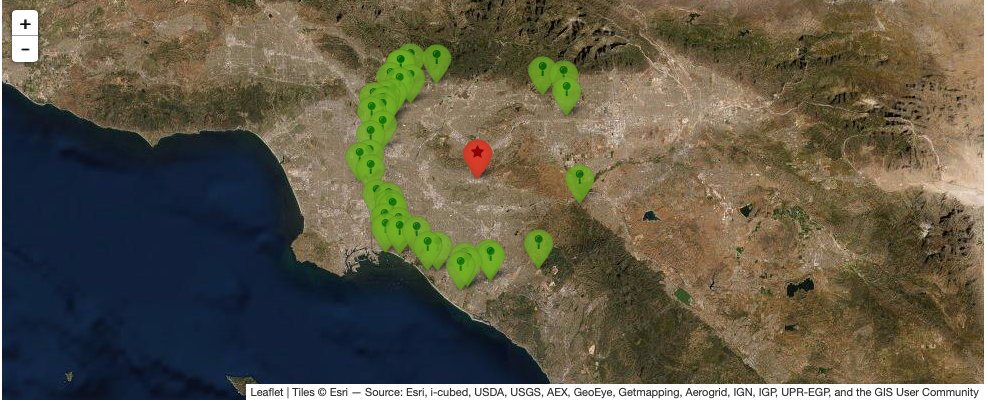 +
−
Leaflet | Tiles © Esri — Source: Esri, i-cubed, USDA, USGS, AEX, GeoEye, Getmapping, Aerogrid, IGN, IGP, UPR-EGP, and the GIS User Community